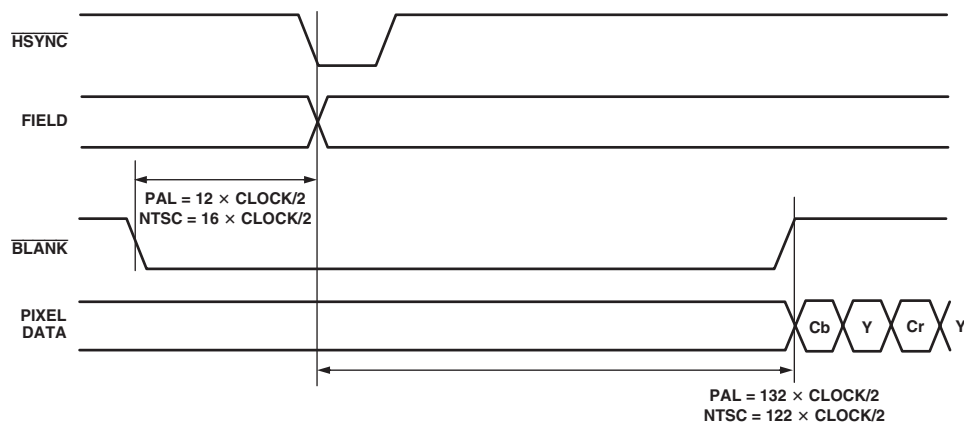 HSYNC
FIELD
PAL = 12 × CLOCK/2
NTSC = 16 × CLOCK/2
BLANK
PIXEL
DATA
Cb Y Cr Y
PAL = 132 × CLOCK/2
NTSC = 122 × CLOCK/2